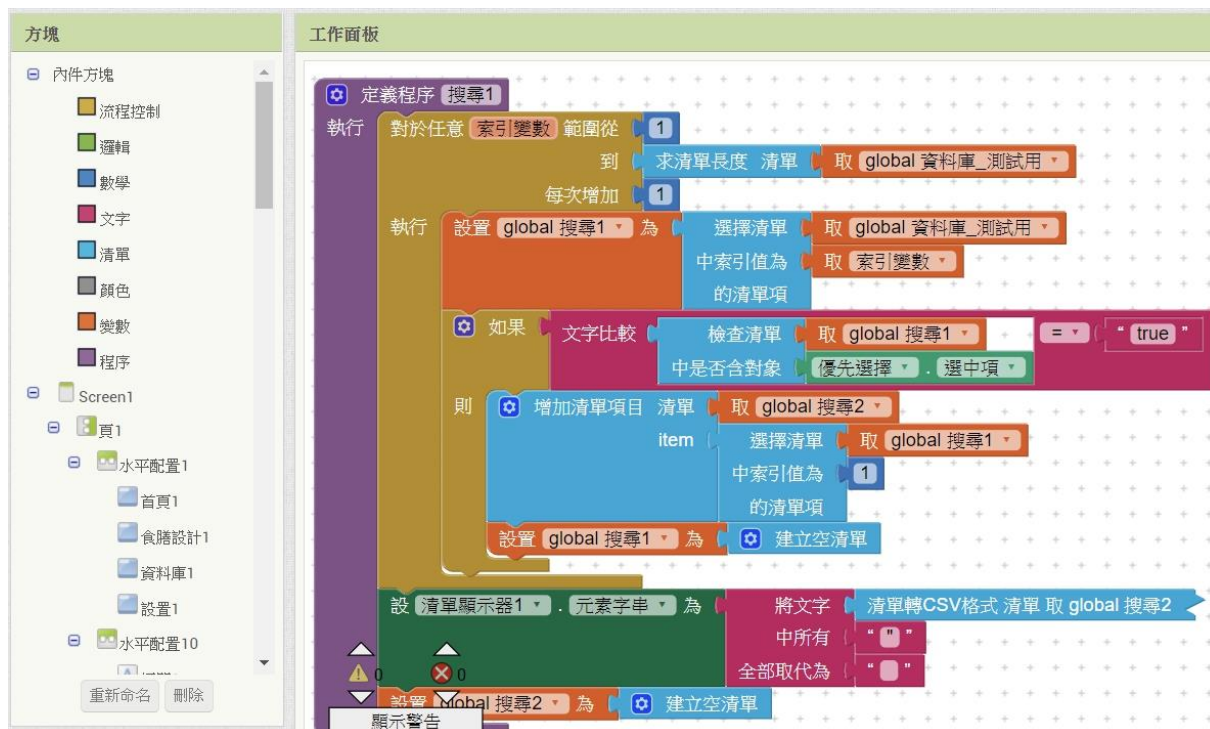 方塊
內件方塊
流程控制
邏輯
數學
文字
清單
顏色
變數
程序
Screen1
頁1
水平配置1
首頁1
食膳設計1
資料庫1
設置1
水平配置10
重新命名 刪除
工作面板
定義程序 搜尋1
執行 對於任意 索引變數 範圍從 1
到 求清單長度 清單 取 global 資料庫_測試用
每次增加 1
執行 設置 global 搜尋1 為 選擇清單 取 global 資料庫_測試用
中索引值為 取 索引變數
的清單項
如果 文字比較 檢查清單 取 global 搜尋1 = " true "
中是否含對象 優先選擇 . 選中項
則 增加清單項目 清單 取 global 搜尋2
item 選擇清單 取 global 搜尋1
中索引值為 1
的清單項
設置 global 搜尋1 為 建立空清單
設 清單顯示器1 . 元素字串 為 將文字 清單轉CSV格式 清單 取 global 搜尋2
中所有 " " "
全部取代為 " "
0 0
設置 global 搜尋2 為 建立空清單
顯示警告